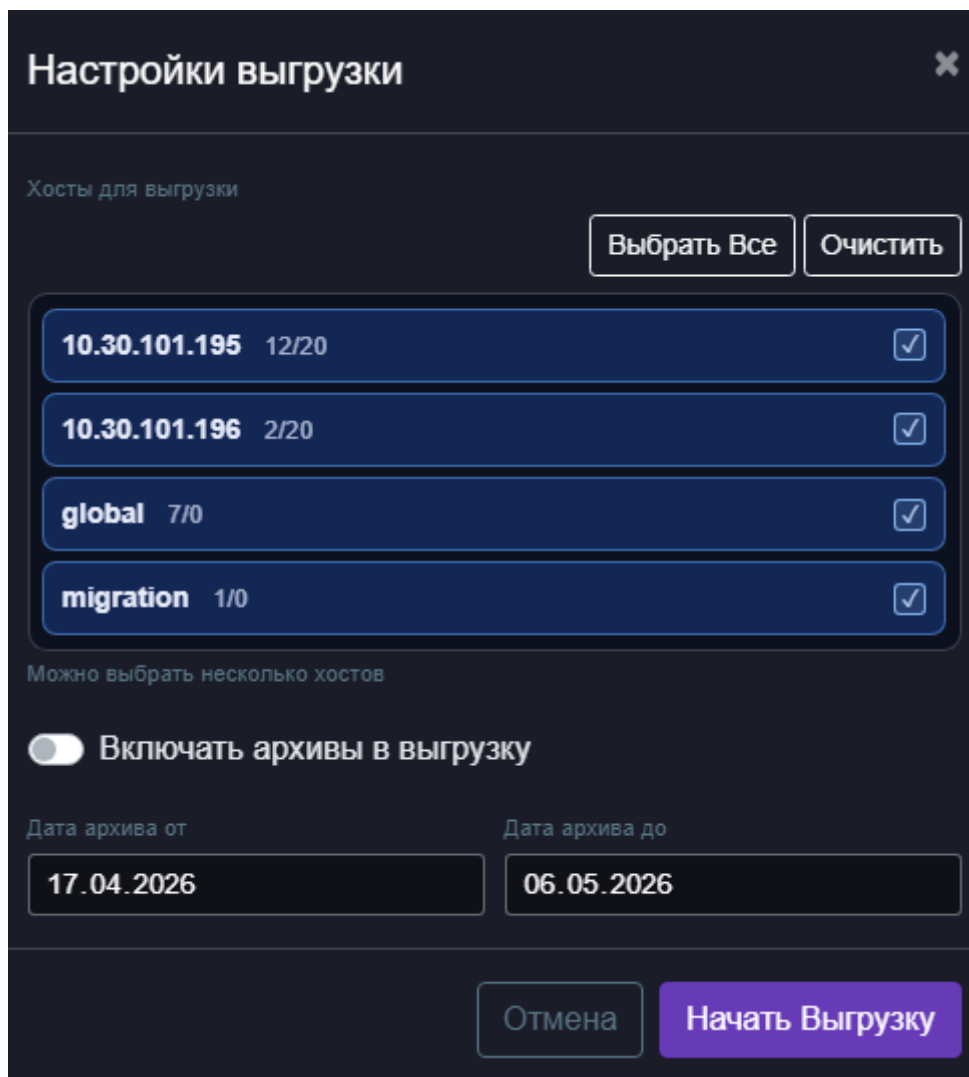 Настройки выгрузки
Хосты для выгрузки
Выбрать Все Очистить
10.30.101.195 12/20
10.30.101.196 2/20
global 7/0
migration 1/0
Можно выбрать несколько хостов
Включать архивы в выгрузку
Дата архива от Дата архива до
17.04.2026 06.05.2026
Отмена Начать Выгрузку